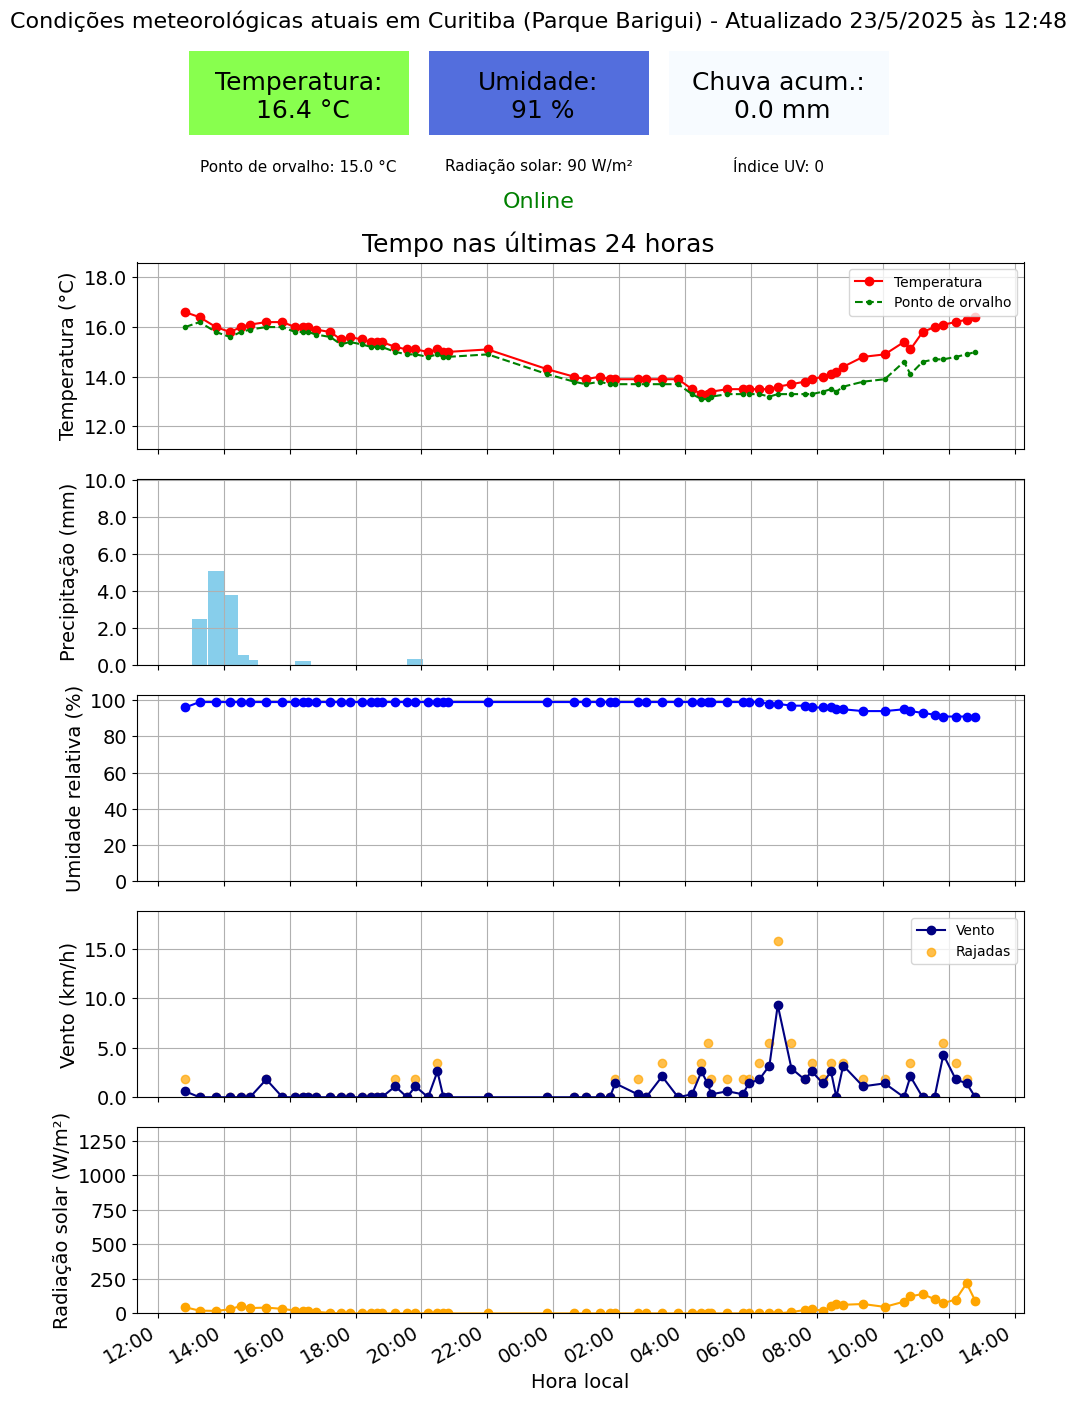 Condições meteorológicas atuais em Curitiba (Parque Barigui) - Atualizado 23/5/2025 às 12:48
Temperatura:
16.4 °C
Umidade:
91 %
Chuva acum.:
0.0 mm
Ponto de orvalho: 15.0 °C
Radiação solar: 90 W/m²
Índice UV: 0
Online
Tempo nas últimas 24 horas
Temperatura (°C)
18.0
16.0
14.0
12.0
Temperatura
Ponto de orvalho
Precipitação (mm)
10.0
8.0
6.0
4.0
2.0
0.0
Umidade relativa (%)
100
80
60
40
20
0
Vento (km/h)
15.0
10.0
5.0
0.0
Vento
Rajadas
Radiação solar (W/m²)
1250
1000
750
500
250
0
12:00
14:00
16:00
18:00
20:00
22:00
00:00
02:00
04:00
06:00
08:00
10:00
12:00
14:00
Hora local